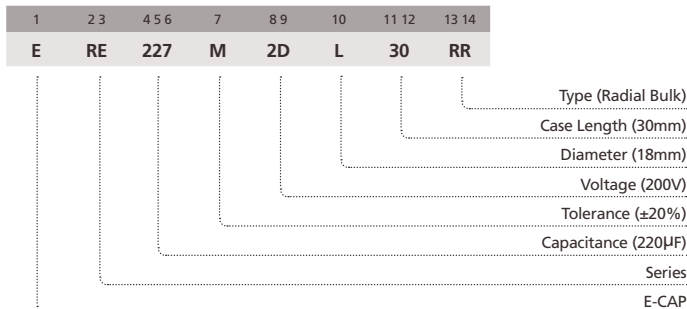 1 2 3 4 5 6 7 8 9 10 11 12 13 14
E RE 227 M 2D L 30 RR
Type (Radial Bulk)
Case Length (30mm)
Diameter (18mm)
Voltage (200V)
Tolerance (±20%)
Capacitance (220µF)
Series
E-CAP